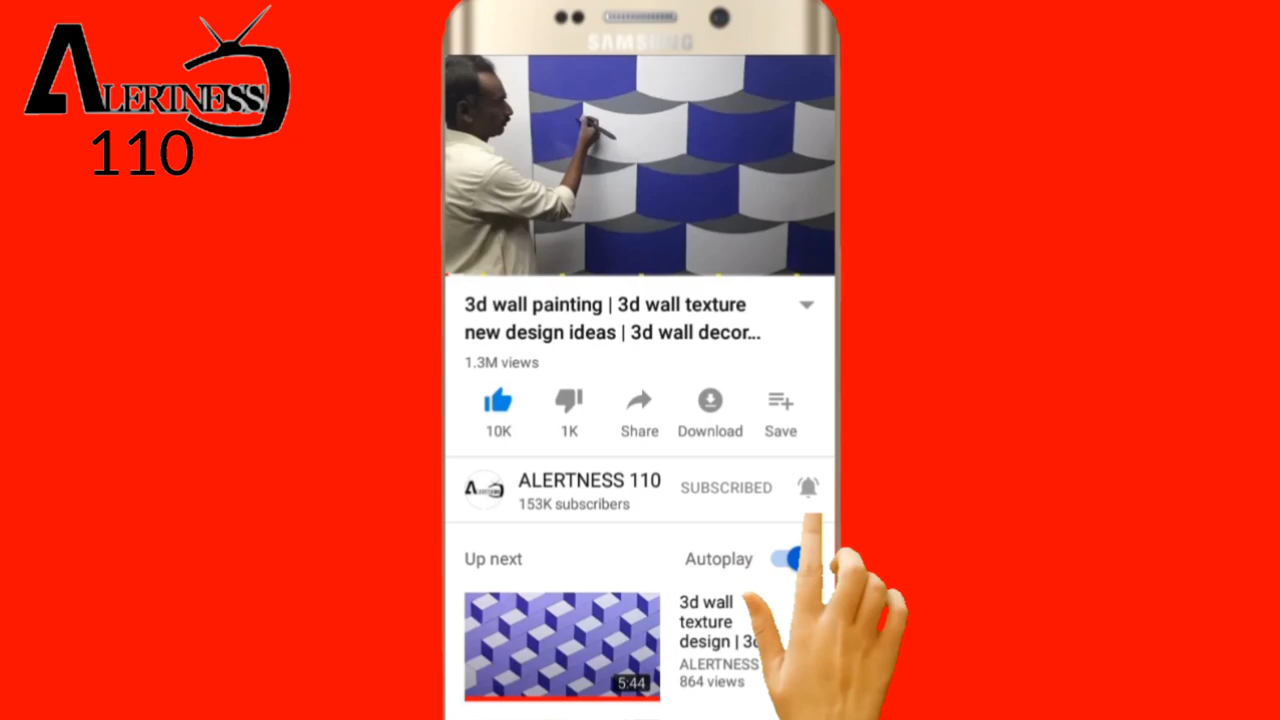 ALERTNESS
110
SAMSUNG
3d wall painting | 3d wall texture
new design ideas | 3d wall decor...
1.3M views
10K
1K
Share
Download
Save
ALERTNESS 110
153K subscribers
SUBSCRIBED
Up next
Autoplay
5:44
3d wall
texture
design | 3d
ALERTNESS
864 views